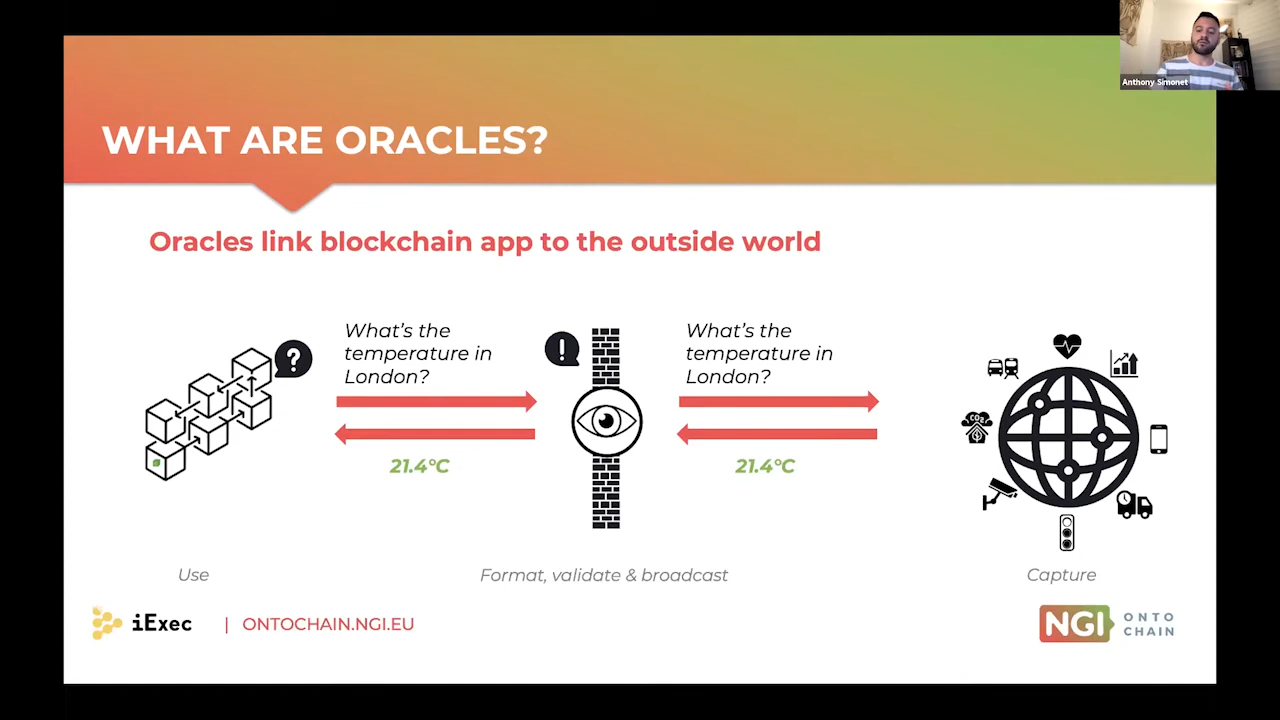 Anthony Simonet
WHAT ARE ORACLES?
Oracles link blockchain app to the outside world
?
What's the
temperature in
London?
21.4°C
!
What's the
temperature in
London?
21.4°C
CO2
Use
Format, validate & broadcast
Capture
iExec
| ONTOCHAIN.NGI.EU
NGI
ONTO
CHAIN